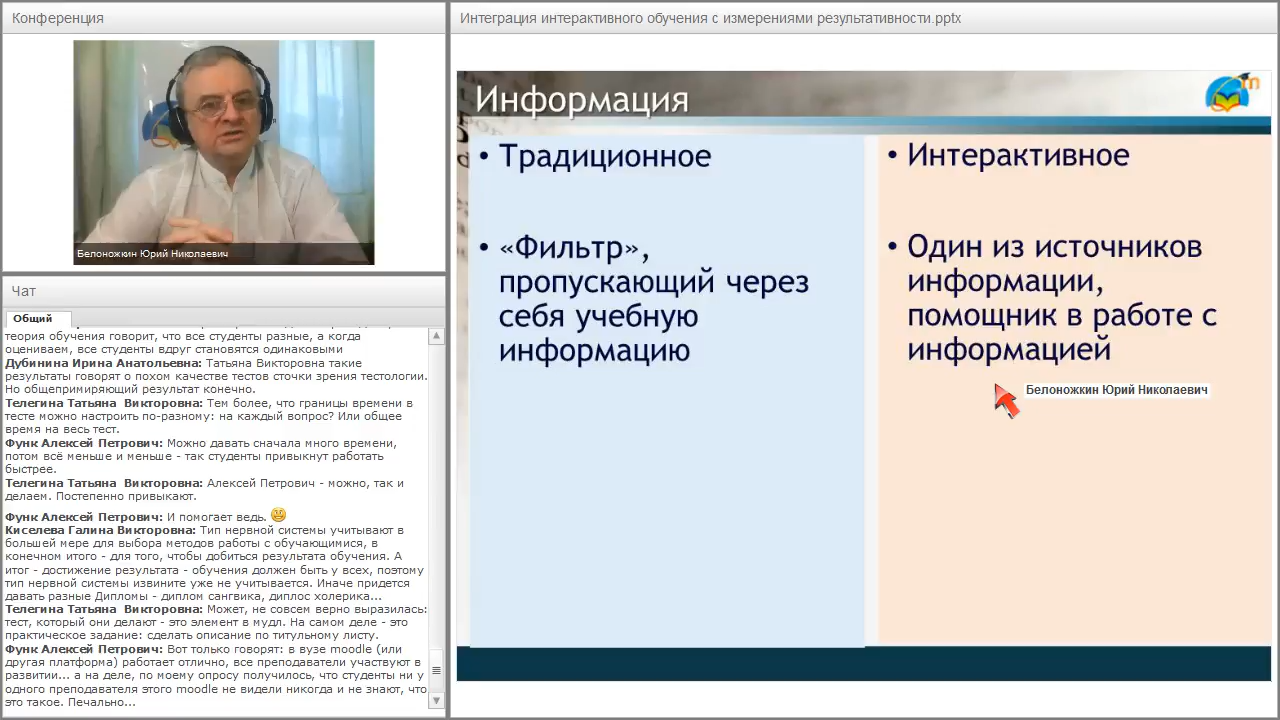 Конференция
Белоножкин Юрий Николаевич
Чат
Общий
теория обучения говорит, что все студенты разные, а когда
оцениваем, все студенты вдруг становятся одинаковыми
Дубинина Ирина Анатольевна: Татьяна Викторовна такие
результаты говорят о похом качестве тестов сточки зрения тестологии.
Но общепримиряющий результат конечно.
Телегина Татьяна Викторовна: Тем более, что границы времени в
тесте можно настроить по-разному: на каждый вопрос? Или общее
время на весь тест.
Функ Алексей Петрович: Можно давать сначала много времени,
потом всё меньше и меньше - так студенты привыкнут работать
быстрее.
Телегина Татьяна Викторовна: Алексей Петрович - можно, так и
делаем. Постепенно привыкают.
Функ Алексей Петрович: И помогает ведь.
Киселева Галина Викторовна: Тип нервной системы учитывают в
большей мере для выбора методов работы с обучающимися, в
конечном итого - для того, чтобы добиться результата обучения. А
итог - достижение результата - обучения должен быть у всех, поэтому
тип нервной системы извините уже не учитывается. Иначе придется
давать разные Дипломы - диплом сангвика, диплос холерика...
Телегина Татьяна Викторовна: Может, не совсем верно выразилась:
тест, который они делают - это элемент в мудл. На самом деле - это
практическое задание: сделать описание по титульному листу.
Функ Алексей Петрович: Вот только говорят: в вузе moodle (или
другая платформа) работает отлично, все преподаватели участвуют в
развитии... а на деле, по моему опросу получилось, что студенты ни у
одного преподавателя этого moodle не видели никогда и не знают, что
это такое. Печально...
Интеграция интерактивного обучения с измерениями результативности.pptx
Информация
• Традиционное
• «Фильтр»,
пропускающий через
себя учебную
информацию
• Интерактивное
• Один из источников
информации,
помощник в работе с
информацией
Белоножкин Юрий Николаевич